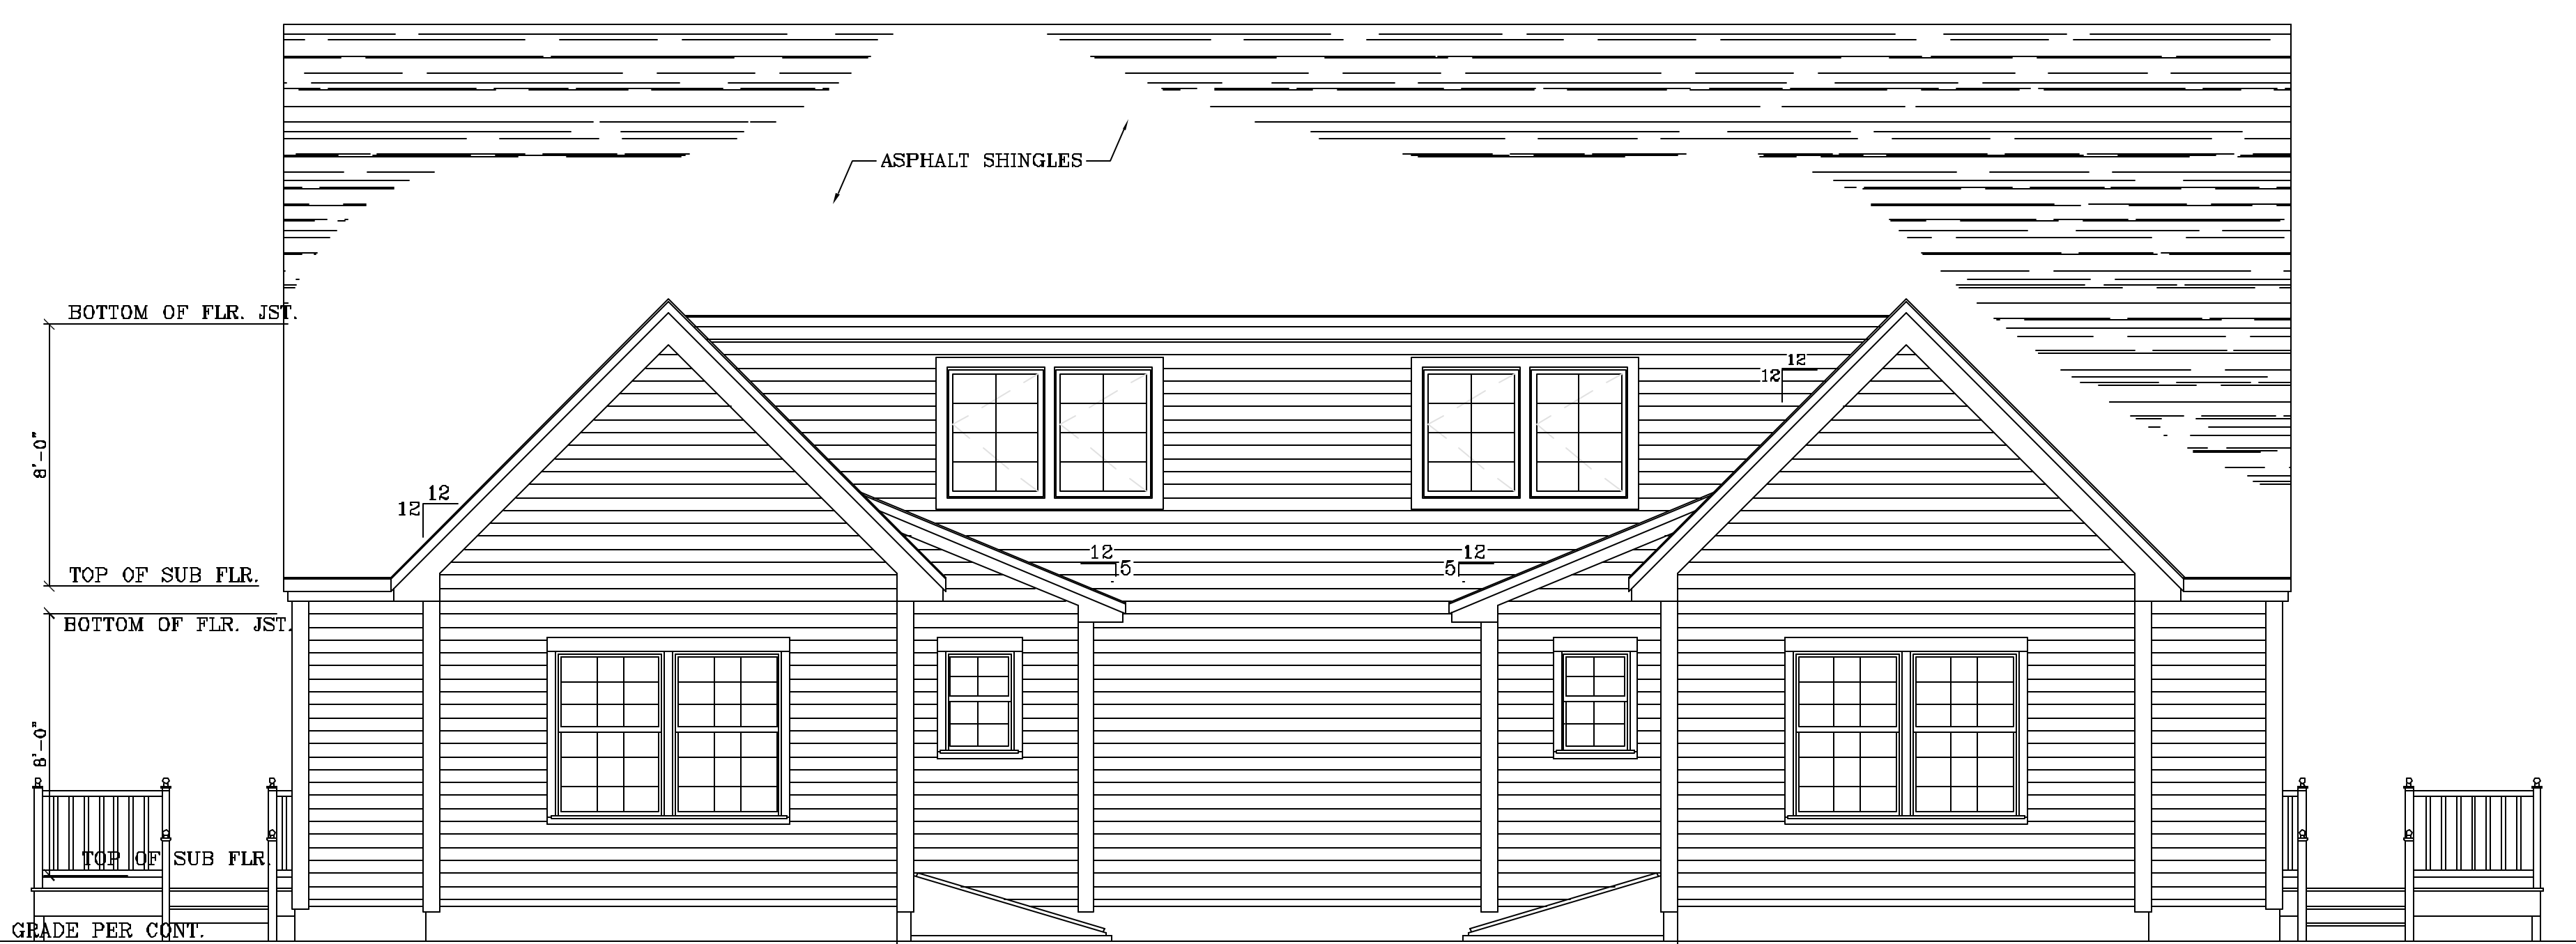 ASPHALT SHINGLES
BOTTOM OF FLR. JST.
12
12
8'-0"
12
12
12
5
12
5
TOP OF SUB FLR.
BOTTOM OF FLR. JST.
8'-0"
TOP OF SUB FLR.
GRADE PER CONT.